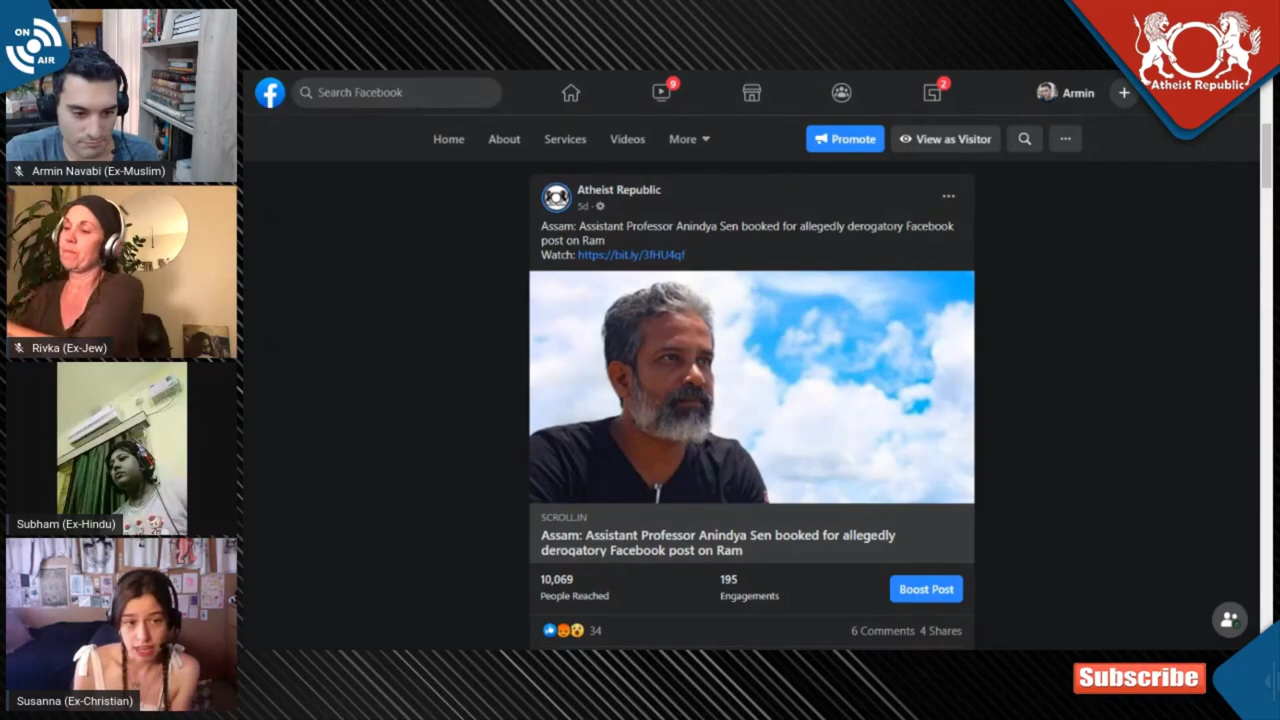 ON
AIR
Armin Navabi (Ex-Muslim)
Rivka (Ex-Jew)
Subham (Ex-Hindu)
Susanna (Ex-Christian)
Search Facebook
9
2
Armin
Atheist Republic
Home
About
Services
Videos
More
Promote
View as Visitor
Atheist Republic
5d
Assam: Assistant Professor Anindya Sen booked for allegedly derogatory Facebook
post on Ram
Watch: https://bit.ly/3fHU4qf
SCROLL.IN
Assam: Assistant Professor Anindya Sen booked for allegedly
derogatory Facebook post on Ram
10,069
People Reached
195
Engagements
Boost Post
34
6 Comments 4 Shares
Subscribe